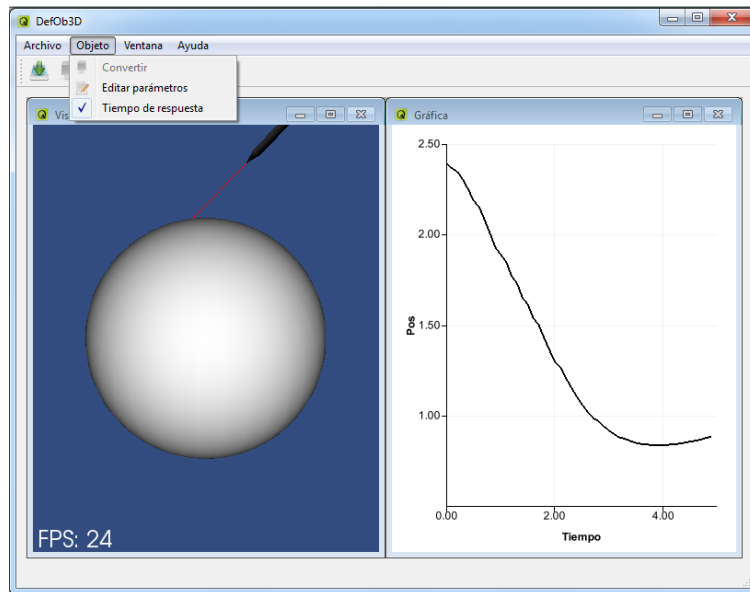 DefOb3D
Archivo Objeto Ventana Ayuda
Convertir
Editar parámetros
Tiempo de respuesta
Vis
Gráfica
2.50
2.00
1.50
1.00
Pos
0.00 2.00 4.00
Tiempo
FPS: 24